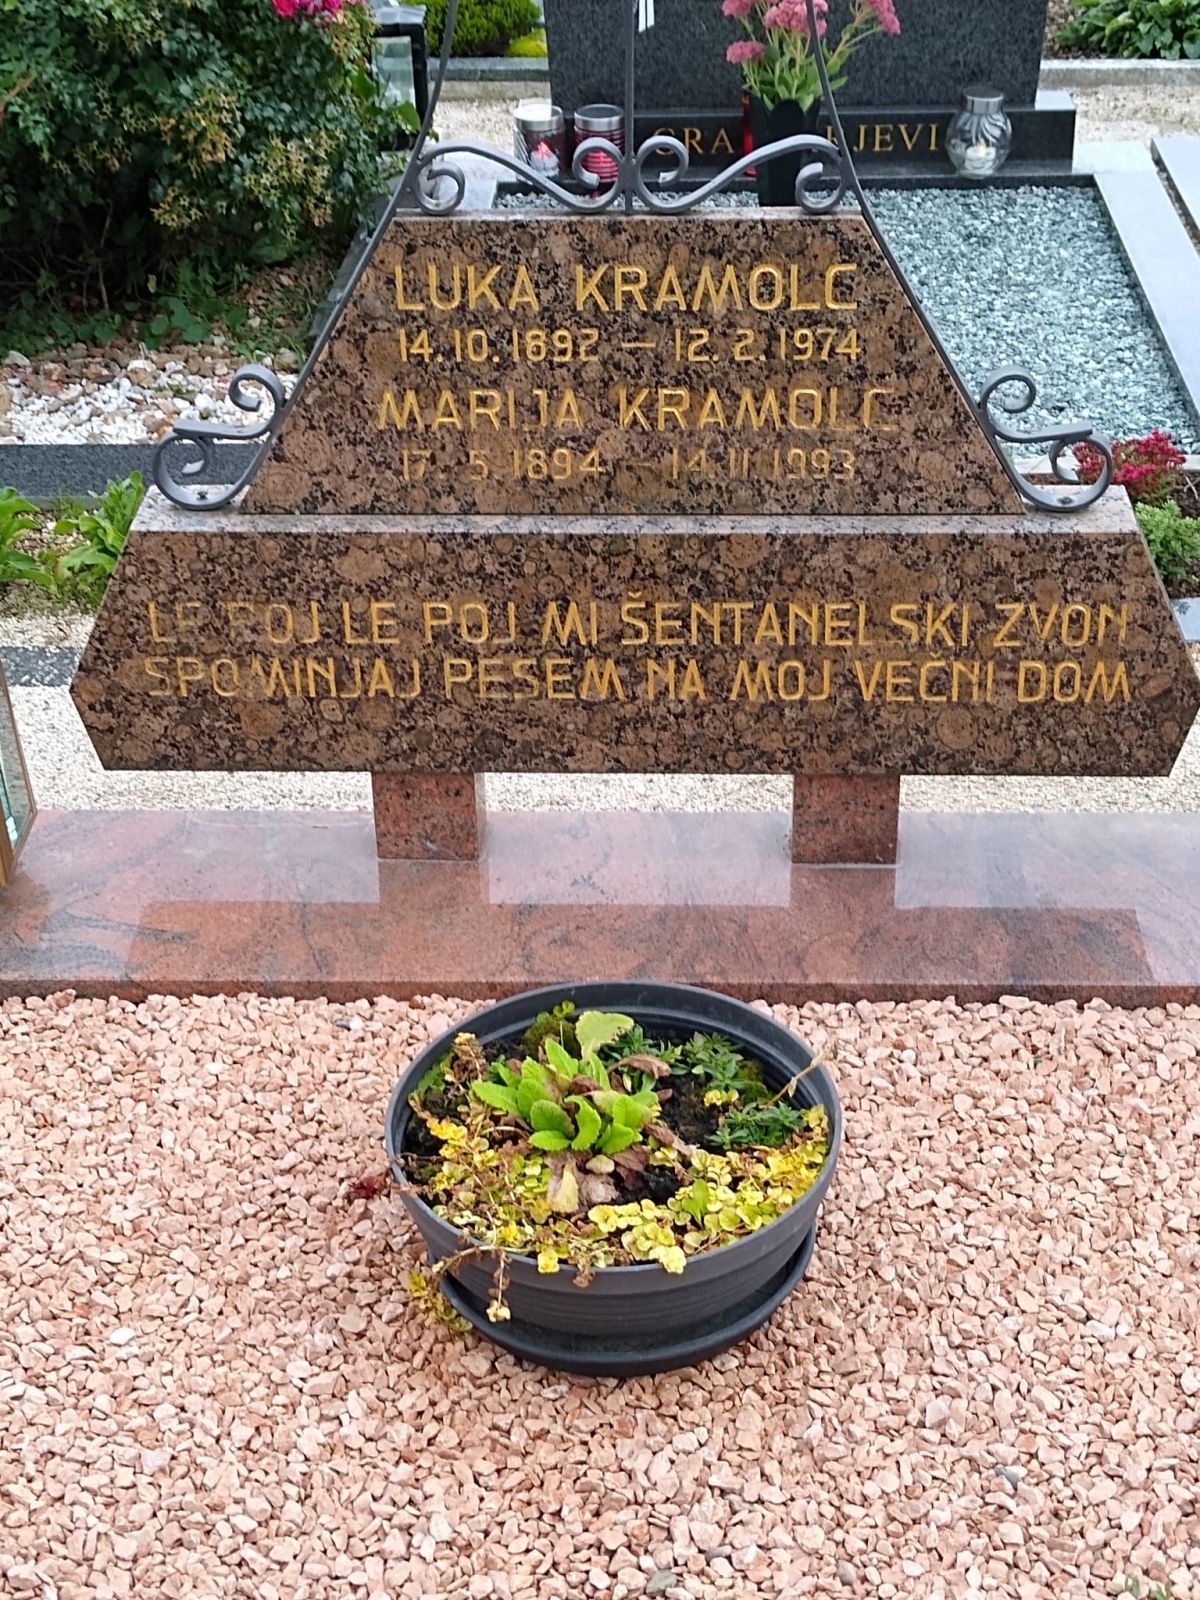 LUKA KRAMOLC
14.10.1892 – 12.2.1974
MARIJA KRAMOLC
17.5.1894 – 14.11.1993
LE POJ LE POJ MI ŠENTANELSKI ZVON
SPOMINJAJ PESEM NA MOJ VEČNI DOM